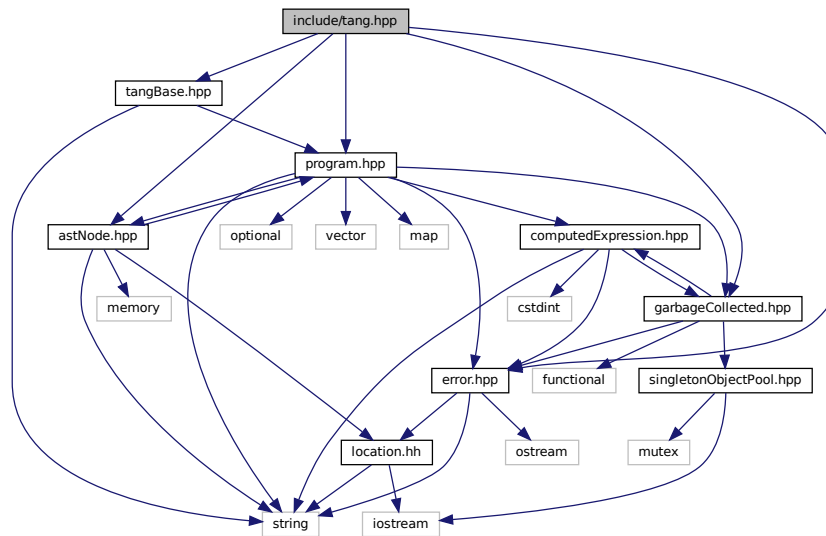 include/tang.hpp
tangBase.hpp
program.hpp
astNode.hpp
optional
vector
map
computedExpression.hpp
memory
cstdint
garbageCollected.hpp
error.hpp
functional
singletonObjectPool.hpp
location.hh
ostream
mutex
string
iostream